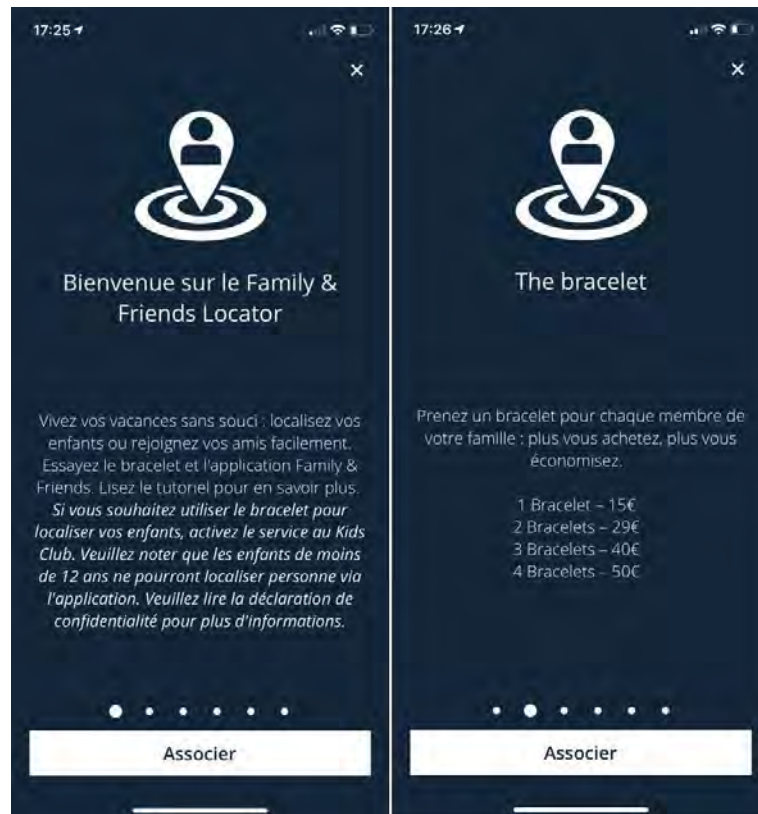 17:25
Bienvenue sur le Family &
Friends Locator
Vivez vos vacances sans souci : localisez vos
enfants ou rejoignez vos amis facilement.
Essayez le bracelet et l'application Family &
Friends. Lisez le tutoriel pour en savoir plus.
Si vous souhaitez utiliser le bracelet pour
localiser vos enfants, activez le service au Kids
Club. Veuillez noter que les enfants de moins
de 12 ans ne pourront localiser personne via
l'application. Veuillez lire la déclaration de
confidentialité pour plus d'informations.
Associer
17:26
The bracelet
Prenez un bracelet pour chaque membre de
votre famille : plus vous achetez, plus vous
économisez.
1 Bracelet – 15€
2 Bracelets – 29€
3 Bracelets – 40€
4 Bracelets – 50€
Associer